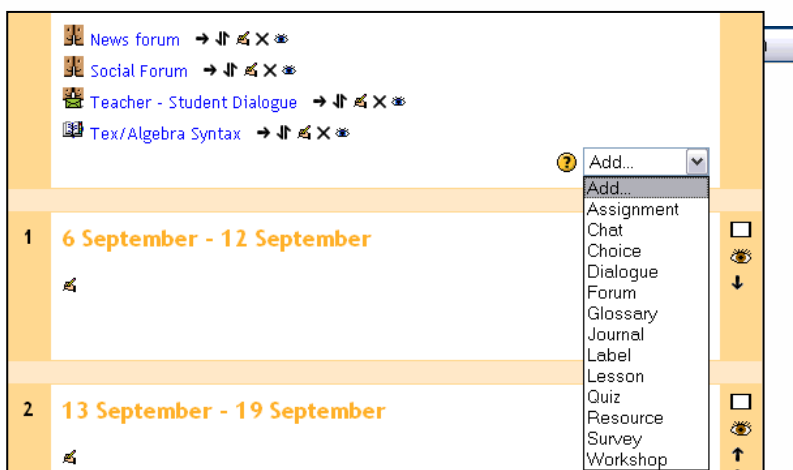 News forum
Social Forum
Teacher - Student Dialogue
Tex/Algebra Syntax
? Add...
Add...
Assignment
1 6 September - 12 September
Chat
Choice
Dialogue
Forum
Glossary
Journal
Label
Lesson
2 13 September - 19 September
Quiz
Resource
Survey
Workshop